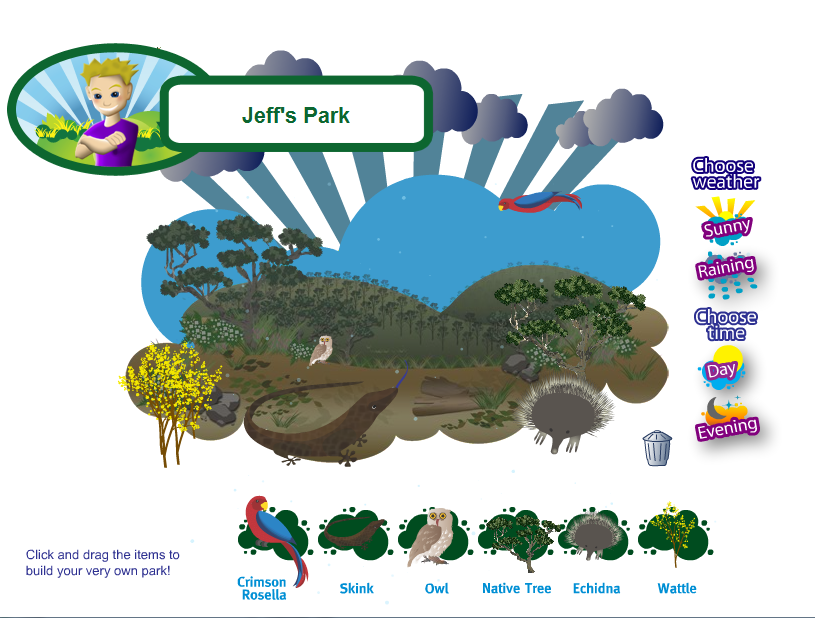 Jeff's Park
Choose
weather
Sunny
Raining
Choose
time
Day
Evening
Click and drag the items to
build your very own park!
Crimson
Rosella
Skink
Owl
Native Tree
Echidna
Wattle